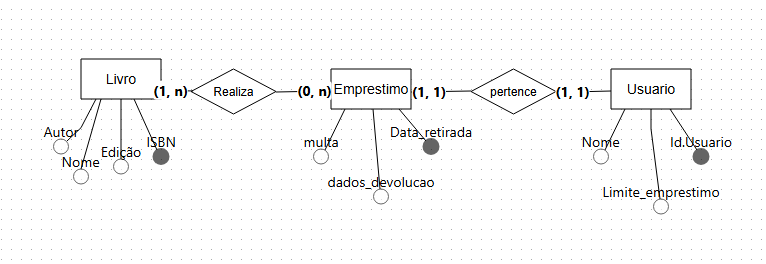 Livro
(1, n)
Realiza
(0, n)
Emprestimo
(1, 1)
pertence
(1, 1)
Usuario
Autor
Nome
Edição
ISBN
multa
Data_retirada
dados_devolucao
Nome
Id.Usuario
Limite_emprestimo